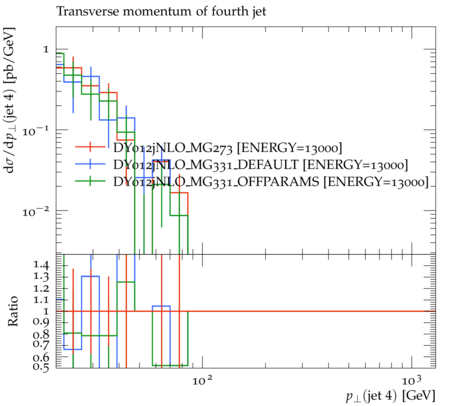 Transverse momentum of fourth jet
dσ/dp⊥(jet 4) [pb/GeV]
1
10⁻¹
10⁻²
DY012jNLO_MG273 [ENERGY=13000]
DY012jNLO_MG331_DEFAULT [ENERGY=13000]
DY012jNLO_MG331_OFFPARAMS [ENERGY=13000]
Ratio
1.4
1.3
1.2
1.1
1
0.9
0.8
0.7
0.6
0.5
10² 10³
p⊥(jet 4) [GeV]